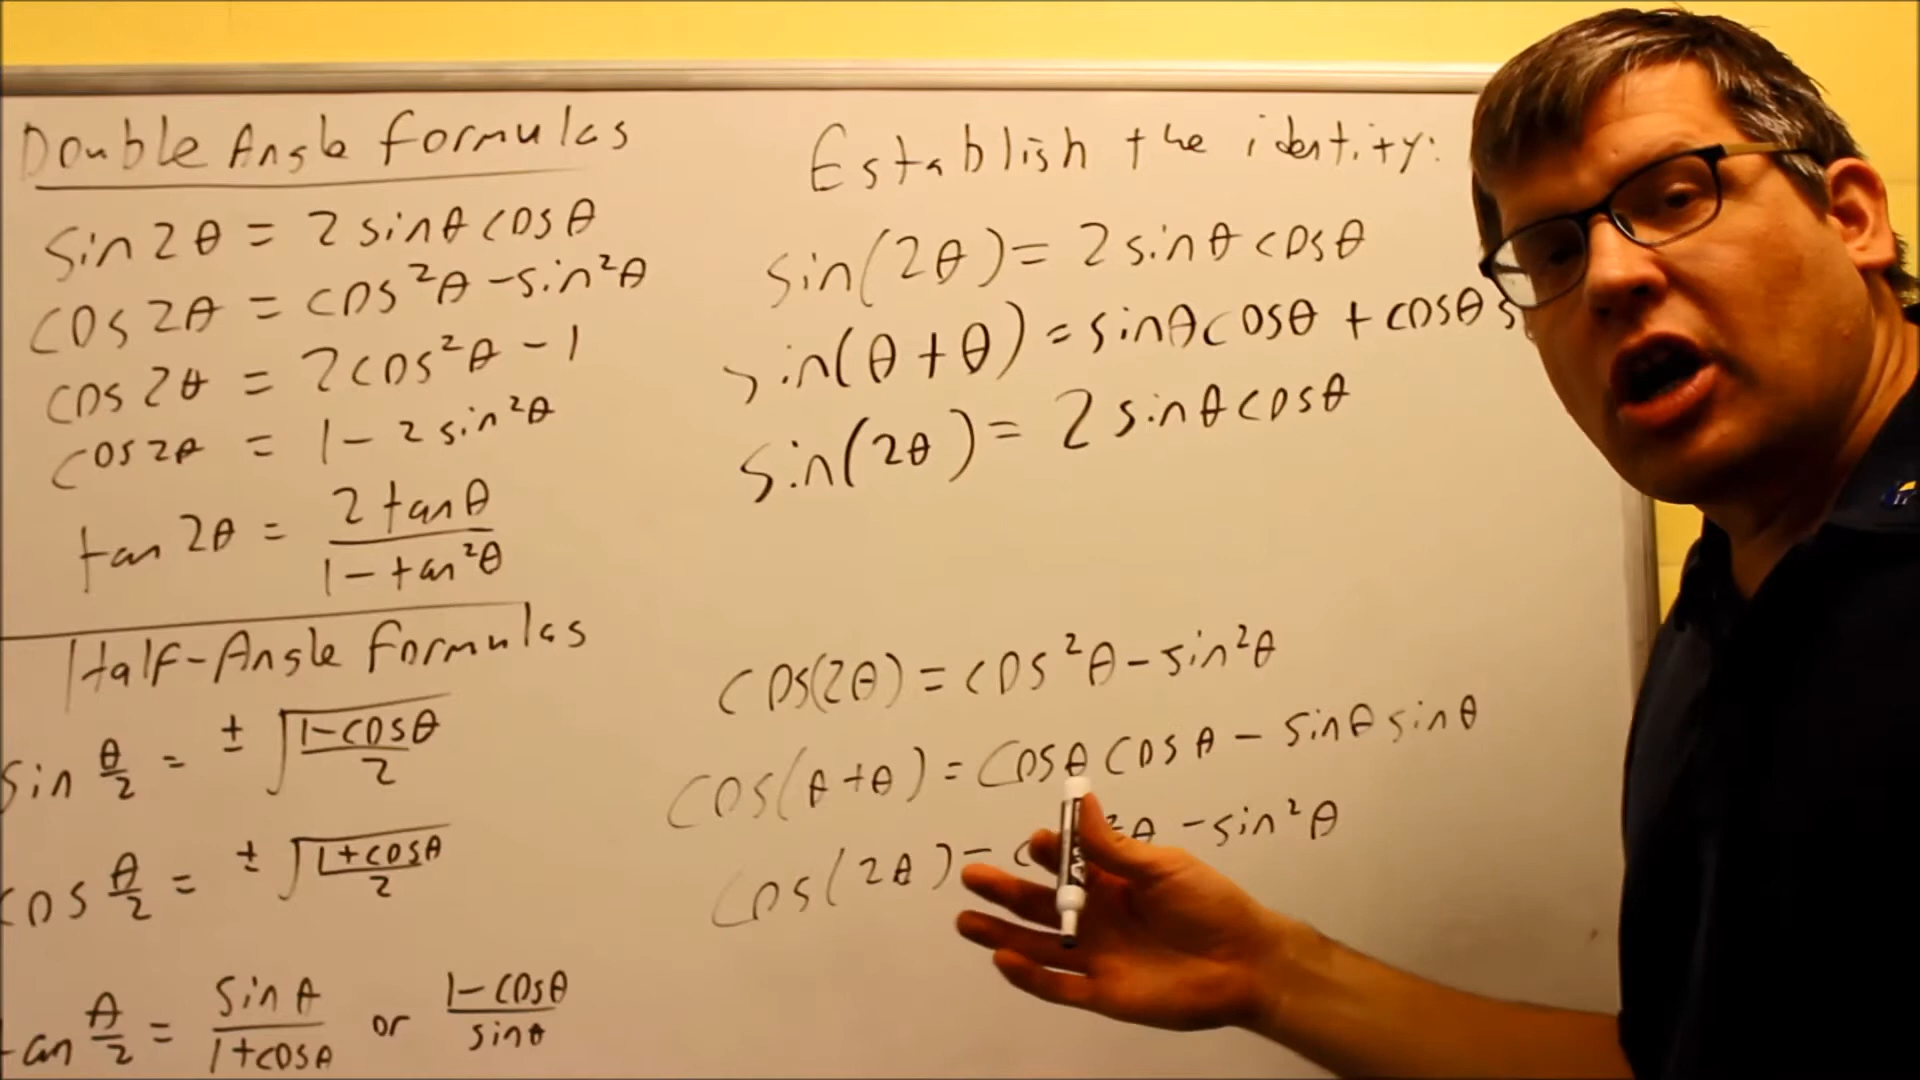 Double Angle Formulas
sin 2θ = 2 sinθ cosθ
cos 2θ = cos²θ - sin²θ
cos 2θ = 2cos²θ - 1
cos 2θ = 1 - 2 sin²θ
tan 2θ = 2 tanθ / 1 - tan²θ
Half-Angle Formulas
sin θ/2 = ± √(1-cosθ / 2)
cos θ/2 = ± √(1+cosθ / 2)
tan θ/2 = sinθ / 1+cosθ or 1-cosθ / sinθ
Establish the identity:
sin(2θ) = 2 sinθ cosθ
sin(θ+θ) = sinθ cosθ + cosθ s
sin(2θ) = 2 sinθ cosθ
cos(2θ) = cos²θ - sin²θ
cos(θ+θ) = cosθ cosθ - sinθ sinθ
cos(2θ) = c ²θ - sin²θ